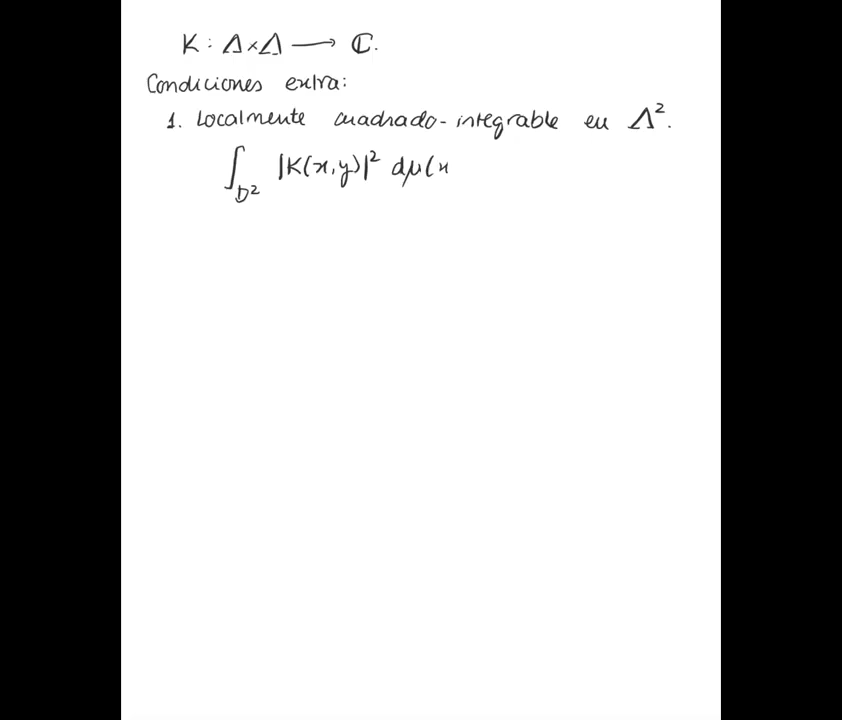 K : Λ×Λ → ℂ.
Condiciones extra:
1. Localmente cuadrado-integrable en Λ².
∫_{D²} |K(x,y)|² dμ(x